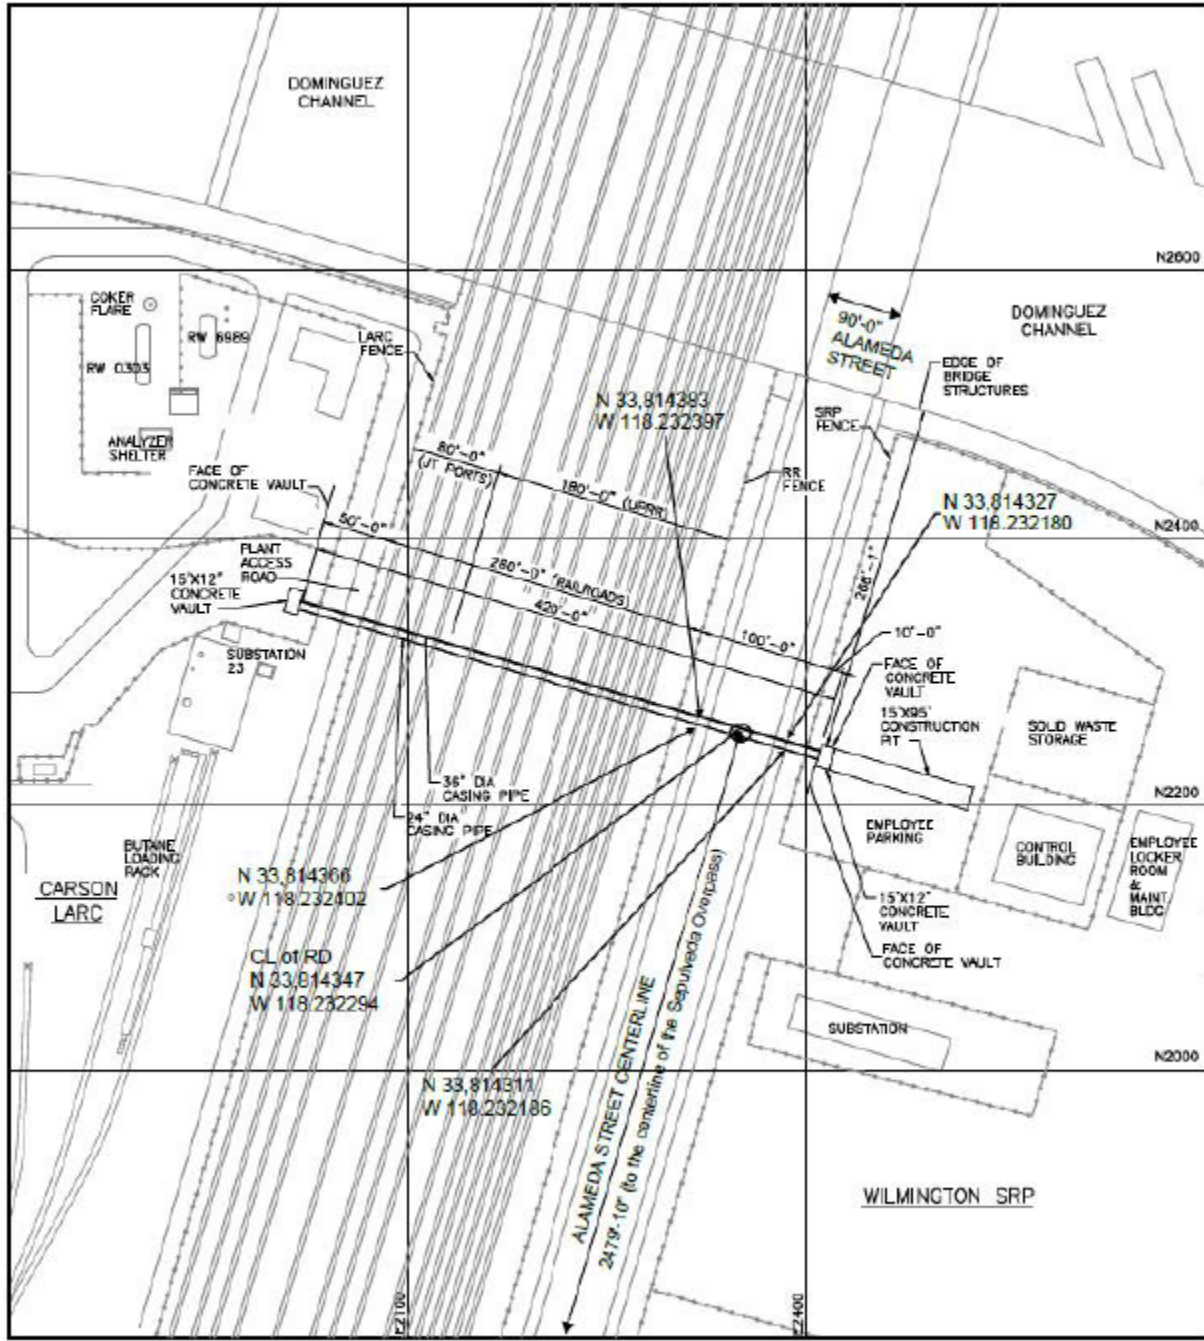 DOMINGUEZ
CHANNEL
N2600
COKER
FLARE
RW 6989
RW 0303
ANALYZER
SHELTER
LARC
FENCE
90'-0"
ALAMEDA
STREET
DOMINGUEZ
CHANNEL
EDGE OF
BRIDGE
STRUCTURES
N 33,814383
W 118.232397
SRP
FENCE
80'-0"
(JT PORTS)
180'-0" (UPRR)
RR
FENCE
FACE OF
CONCRETE VAULT
N 33,814327
W 118.232180
N2400
50'-0"
PLANT
ACCESS
ROAD
280'-0" (RAILROADS)
420'-0"
266'-1"
15'X12'
CONCRETE
VAULT
100'-0"
10'-0"
SUBSTATION
23
FACE OF
CONCRETE
VAULT
15'X95'
CONSTRUCTION
PIT
SOLID WASTE
STORAGE
36" DIA
CASING PIPE
24" DIA
CASING PIPE
N2200
EMPLOYEE
PARKING
CONTROL
BUILDING
EMPLOYEE
LOCKER
ROOM
&
MAINT.
BLDG
BUTANE
LOADING
RACK
CARSON
LARC
N 33,814366
W 118.232402
15'X12'
CONCRETE
VAULT
FACE OF
CONCRETE VAULT
CL of RD
N 33,814347
W 118.232294
SUBSTATION
N2000
N 33,814311
W 118.232186
ALAMEDA STREET CENTERLINE
2479'-10" (to the centerline of the Sepulveda Overpass)
WILMINGTON SRP
E2100
E2400